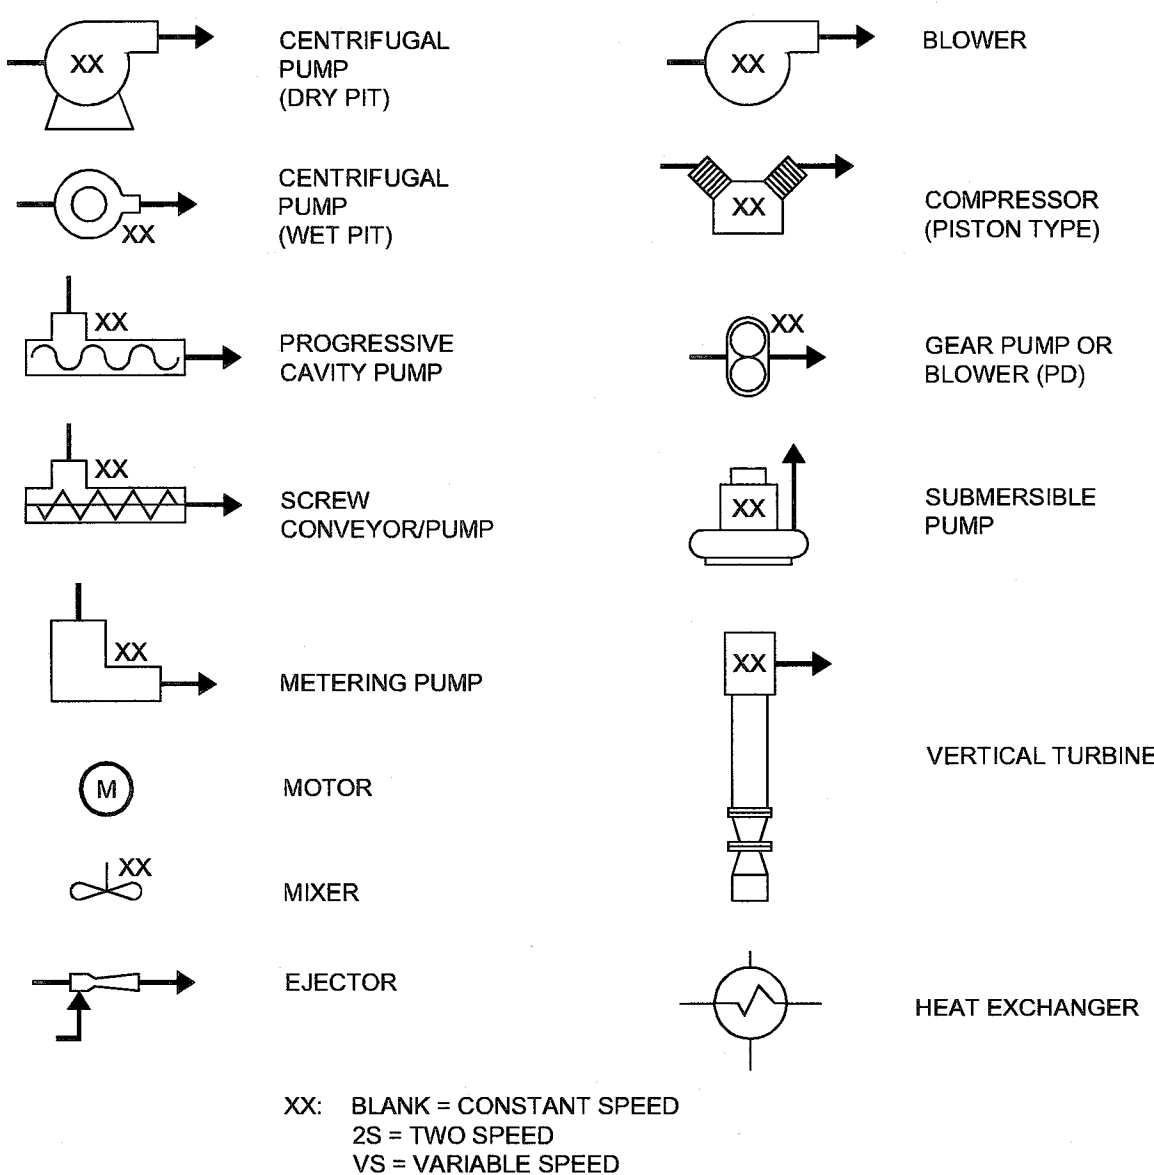 XX
CENTRIFUGAL
PUMP
(DRY PIT)
XX
CENTRIFUGAL
PUMP
(WET PIT)
XX
PROGRESSIVE
CAVITY PUMP
XX
SCREW
CONVEYOR/PUMP
XX
METERING PUMP
M
MOTOR
XX
MIXER
EJECTOR
XX
BLOWER
XX
COMPRESSOR
(PISTON TYPE)
XX
GEAR PUMP OR
BLOWER (PD)
XX
SUBMERSIBLE
PUMP
XX
VERTICAL TURBINE
HEAT EXCHANGER
XX: BLANK = CONSTANT SPEED
2S = TWO SPEED
VS = VARIABLE SPEED